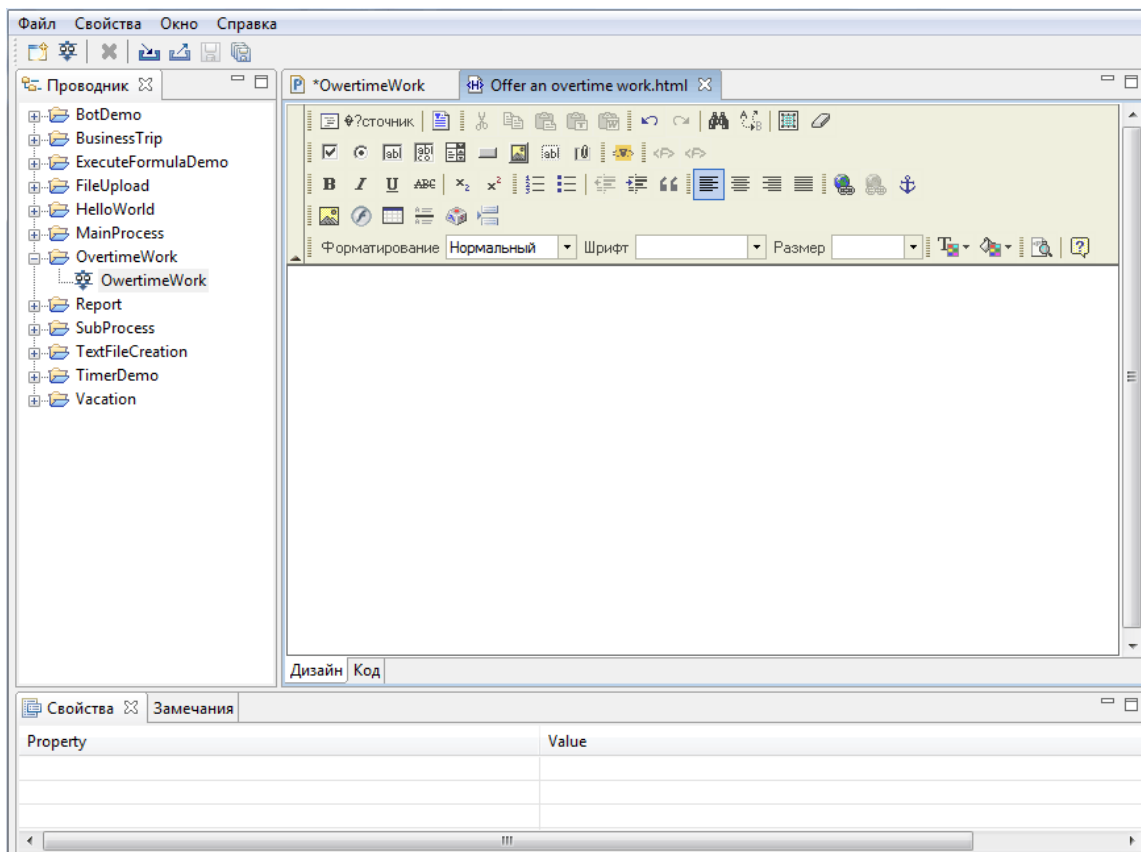 Файл Свойства Окно Справка
Проводник
BotDemo
BusinessTrip
ExecuteFormulaDemo
FileUpload
HelloWorld
MainProcess
OvertimeWork
OwertimeWork
Report
SubProcess
TextFileCreation
TimerDemo
Vacation
*OwertimeWork Offer an overtime work.html
�?сточник
Форматирование Нормальный Шрифт Размер
Дизайн Код
Свойства Замечания
Property Value